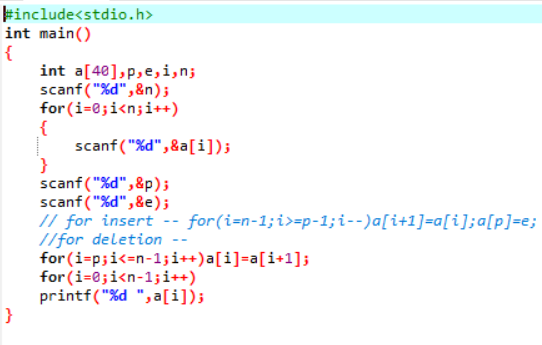 #include<stdio.h>
int main()
{
    int a[40],p,e,i,n;
    scanf("%d",&n);
    for(i=0;i<n;i++)
    {
        scanf("%d",&a[i]);
    }
    scanf("%d",&p);
    scanf("%d",&e);
    // for insert -- for(i=n-1;i>=p-1;i--)a[i+1]=a[i];a[p]=e;
    //for deletion --
    for(i=p;i<=n-1;i++)a[i]=a[i+1];
    for(i=0;i<n-1;i++)
    printf("%d ",a[i]);
}